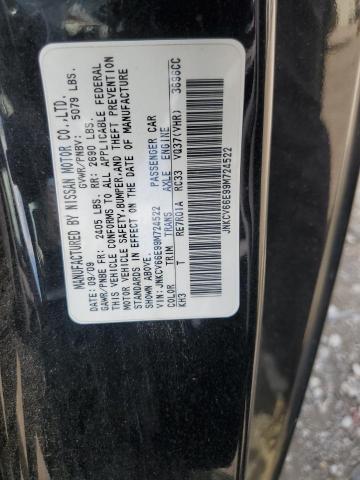 MANUFACTURED BY NISSAN MOTOR CO.,LTD.
DATE: 09/09 GVWR/PNBV: 5079 LBS.
GAWR/PNBE FR: 2405 LBS. RR: 2690 LBS.
THIS VEHICLE CONFORMS TO ALL APPLICABLE FEDERAL
MOTOR VEHICLE SAFETY,BUMPER,AND THEFT PREVENTION
STANDARDS IN EFFECT ON THE DATE OF MANUFACTURE
SHOWN ABOVE.
VIN:JNKCV66E99M724522 PASSENGER CAR
COLOR TRIM TRANS AXLE ENGINE
KH3 T RE7R01A RC33 VQ37(VHR) 3696CC
JNKCV66E99M724522